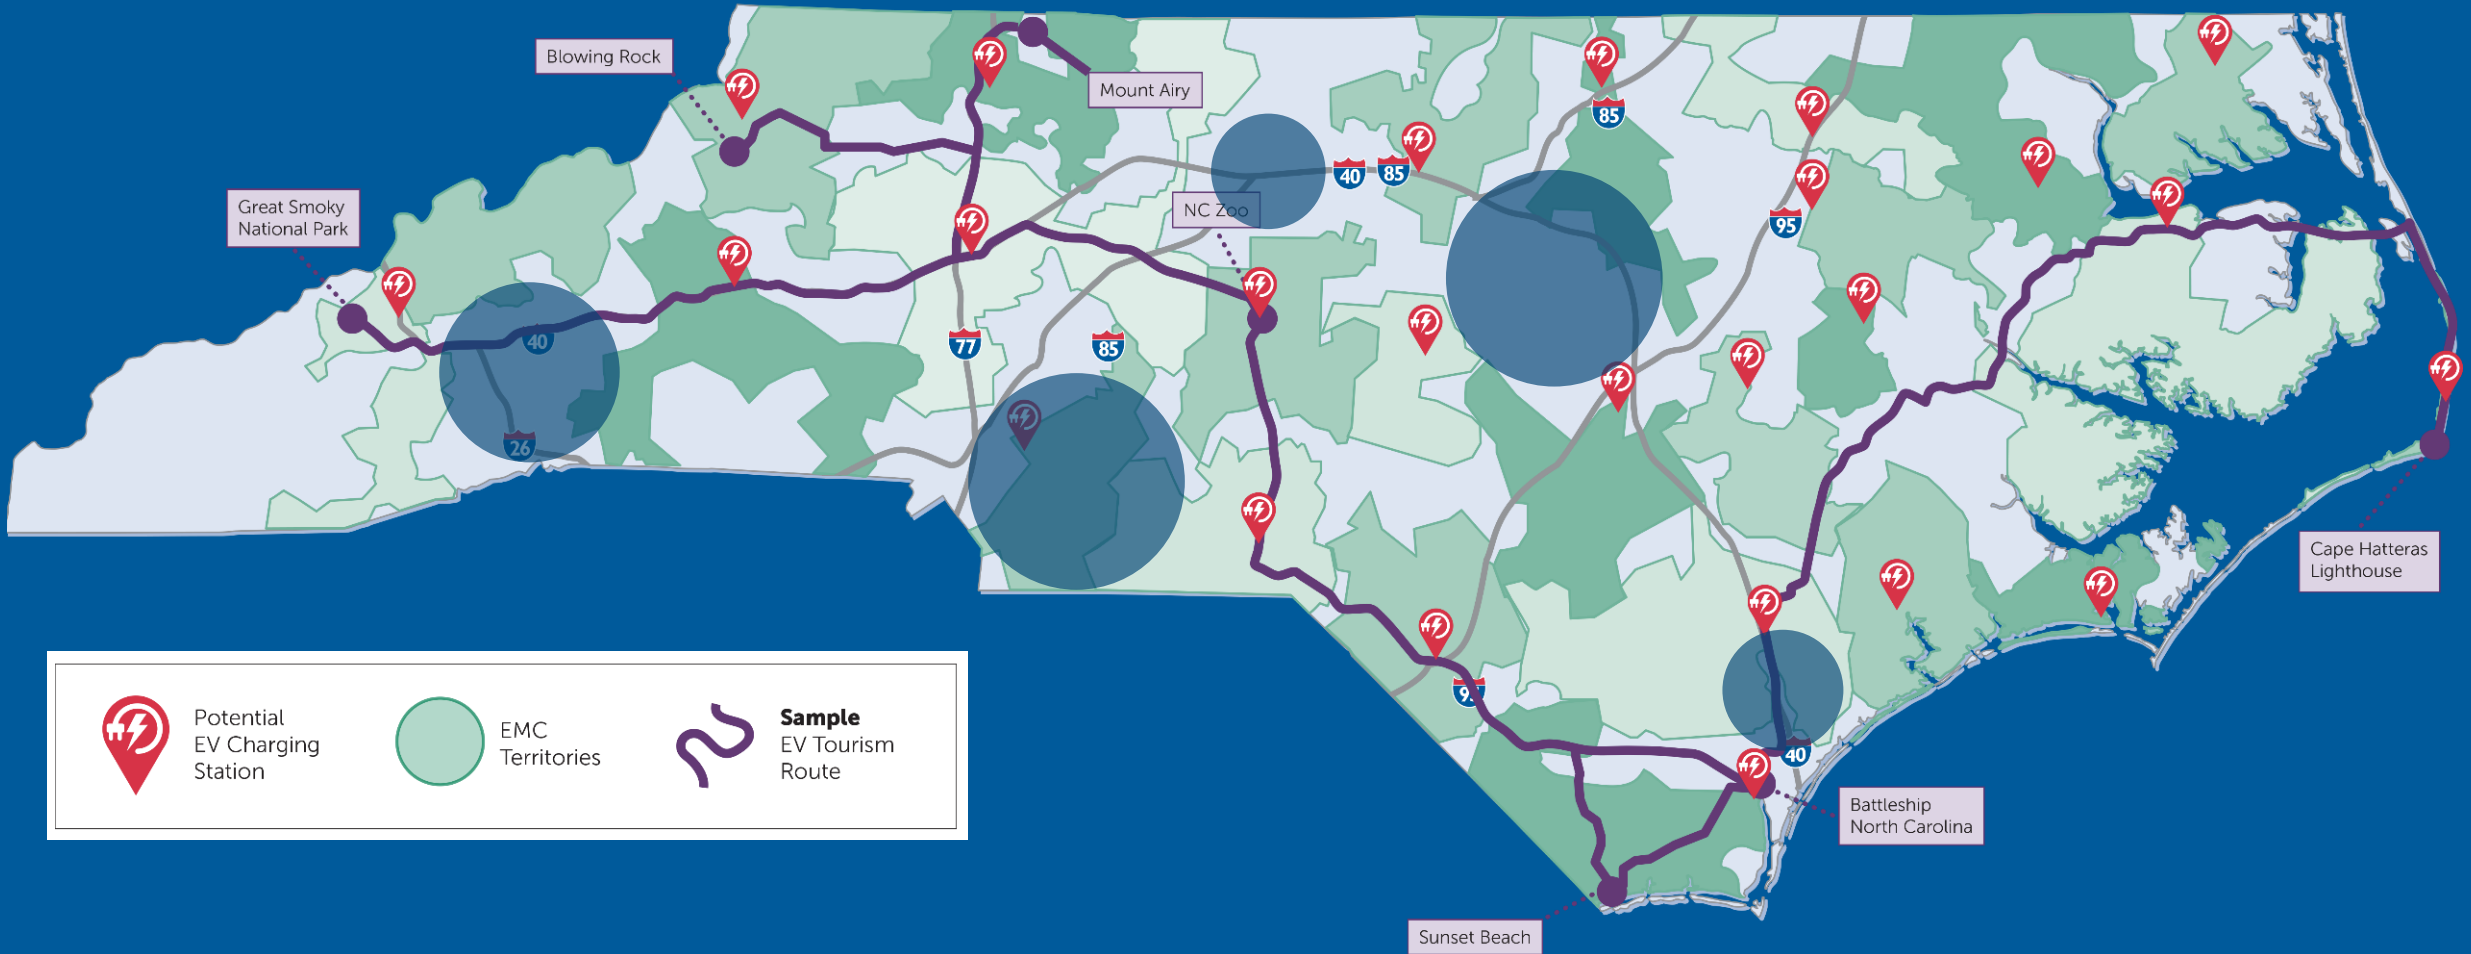 Blowing Rock
Mount Airy
85
40
85
Great Smoky
National Park
NC Zoo
95
40
77
85
26
Cape Hatteras
Lighthouse
Potential
EV Charging
Station
EMC
Territories
Sample
EV Tourism
Route
40
Battleship
North Carolina
Sunset Beach